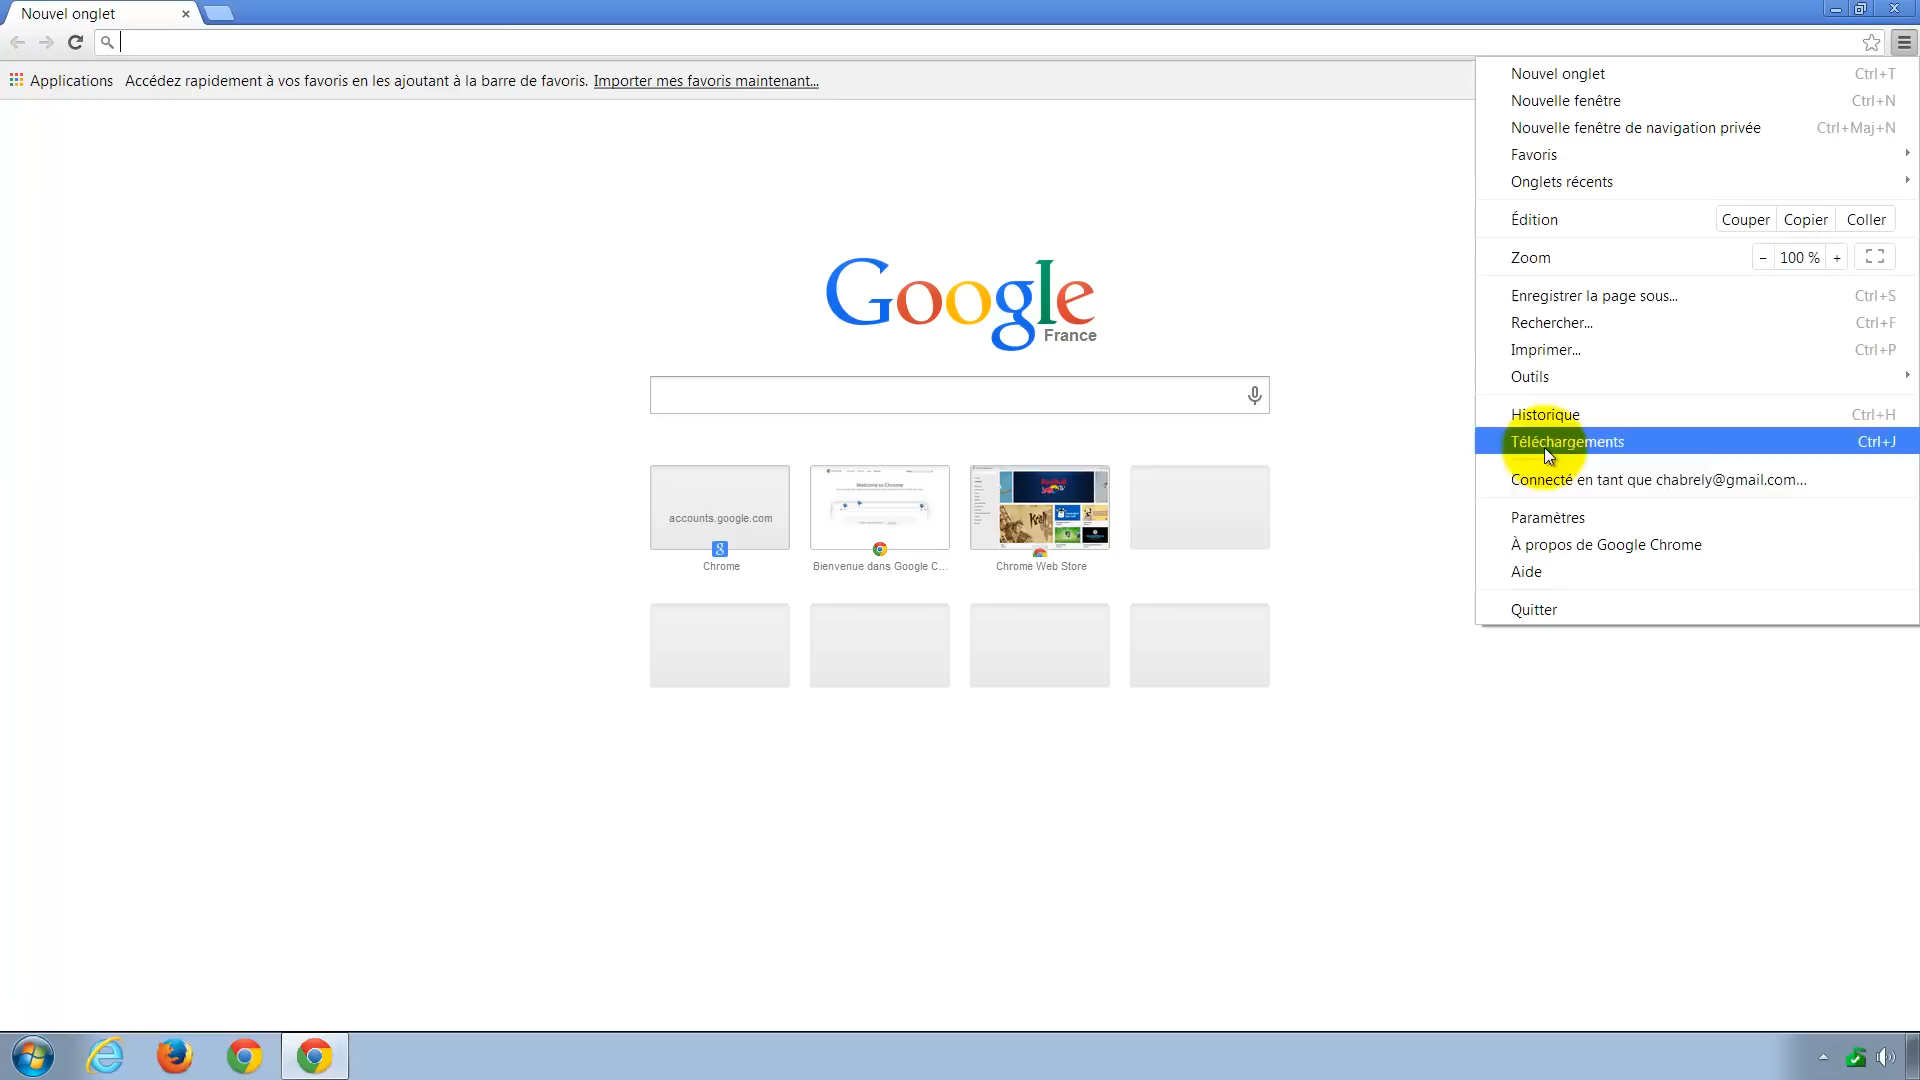 Nouvel onglet
Applications Accédez rapidement à vos favoris en les ajoutant à la barre de favoris. Importer mes favoris maintenant...
Nouvel onglet Ctrl+T
Nouvelle fenêtre Ctrl+N
Nouvelle fenêtre de navigation privée Ctrl+Maj+N
Favoris
Onglets récents
Édition Couper Copier Coller
Zoom − 100 % +
Enregistrer la page sous... Ctrl+S
Rechercher... Ctrl+F
Imprimer... Ctrl+P
Outils
Historique Ctrl+H
Téléchargements Ctrl+J
Connecté en tant que chabrely@gmail.com...
Paramètres
À propos de Google Chrome
Aide
Quitter
Google
France
accounts.google.com
Welcome to Chrome
Chrome
Bienvenue dans Google C...
Chrome Web Store